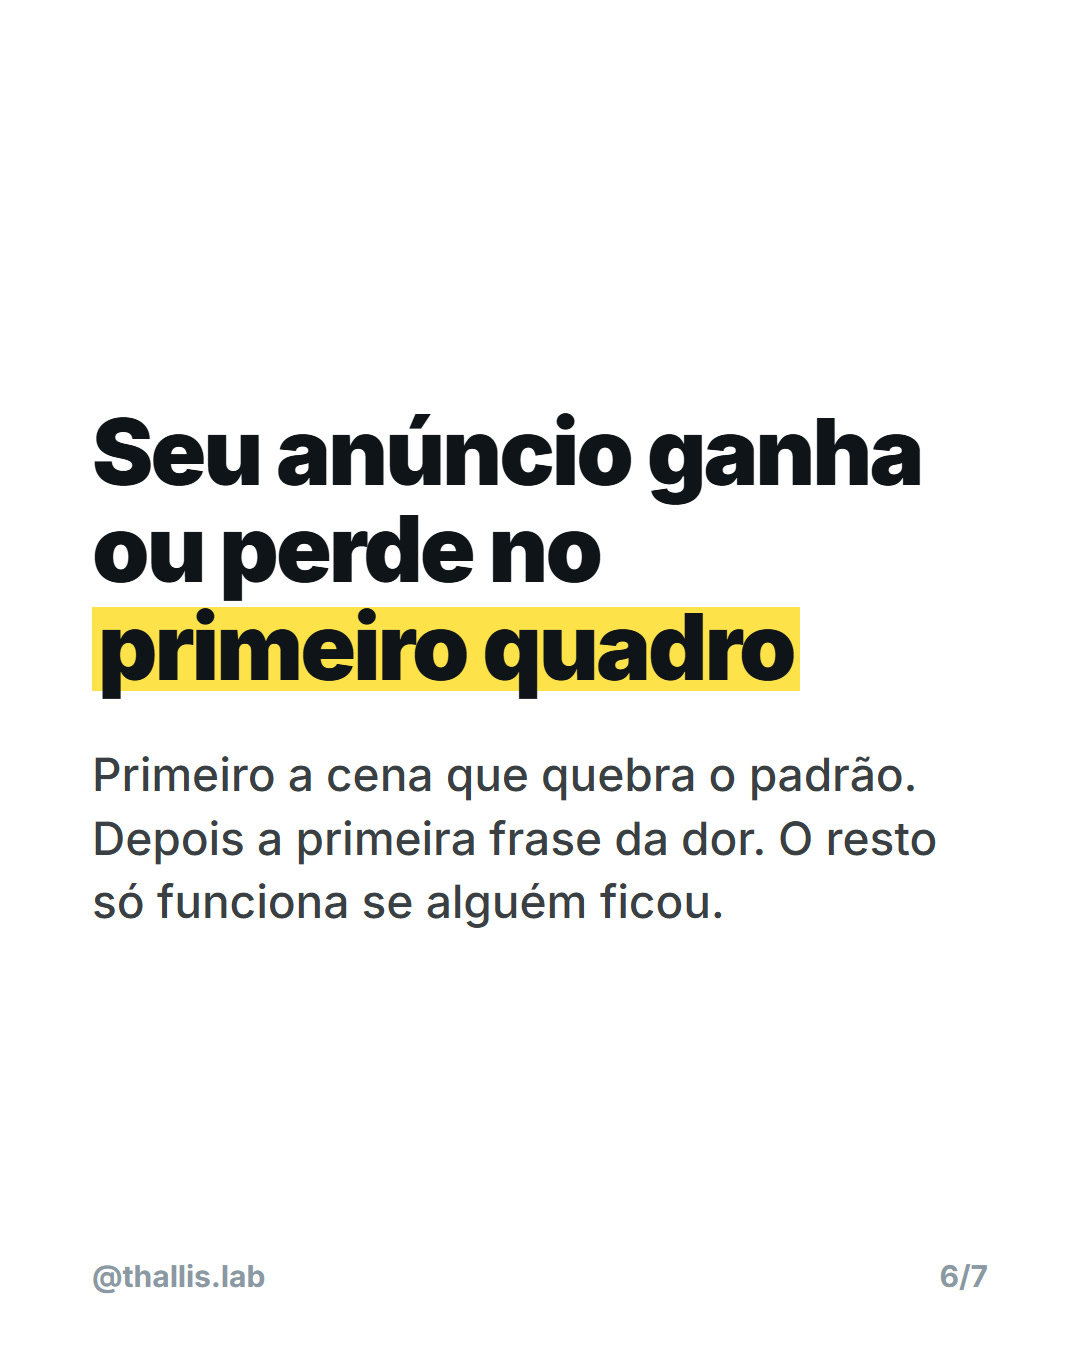 Seu anúncio ganha
ou perde no
primeiro quadro
Primeiro a cena que quebra o padrão.
Depois a primeira frase da dor. O resto
só funciona se alguém ficou.
@thallis.lab
6/7